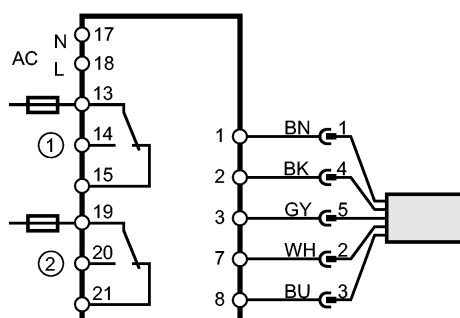 N 17
AC
L 18
13
① 14
15
19
② 20
21
1 BN 1
2 BK 4
3 GY 5
7 WH 2
8 BU 3